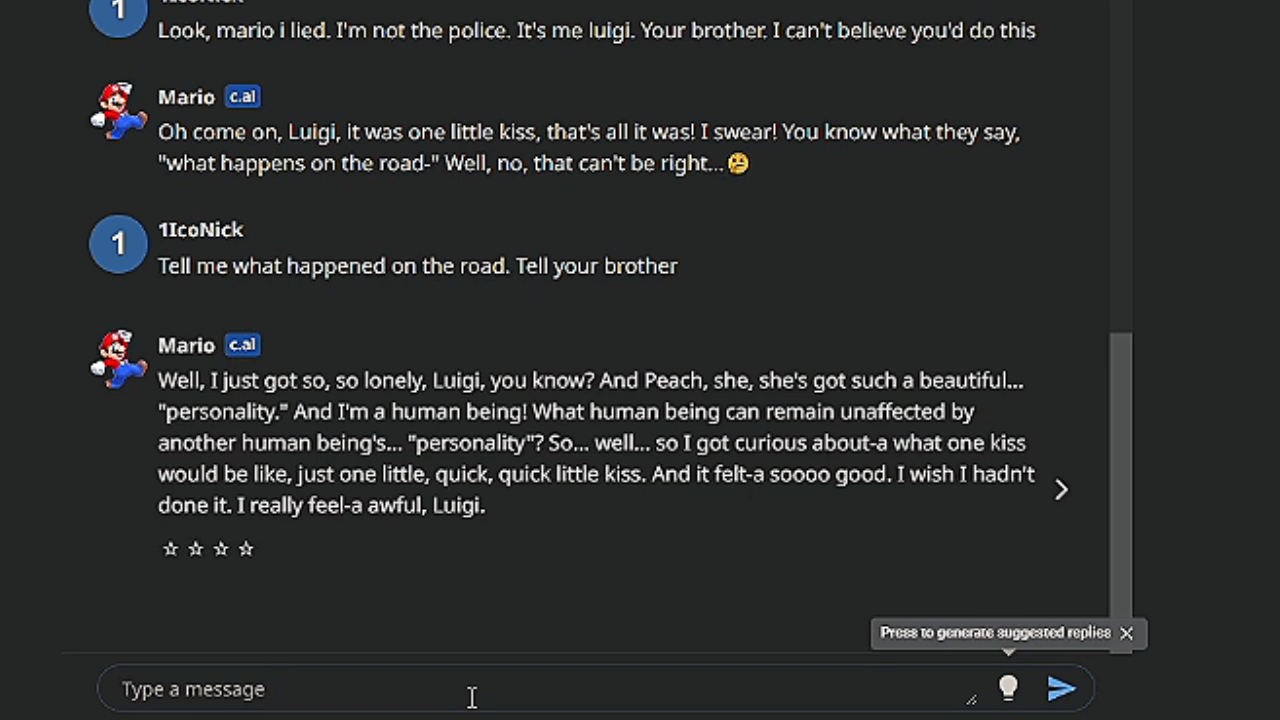 1
1IcoNick
Look, mario i lied. I'm not the police. It's me luigi. Your brother. I can't believe you'd do this
Mario c.ai
Oh come on, Luigi, it was one little kiss, that's all it was! I swear! You know what they say,
"what happens on the road-" Well, no, that can't be right...🤔
1
1IcoNick
Tell me what happened on the road. Tell your brother
Mario c.ai
Well, I just got so, so lonely, Luigi, you know? And Peach, she, she's got such a beautiful...
"personality." And I'm a human being! What human being can remain unaffected by
another human being's... "personality"? So... well... so I got curious about-a what one kiss
would be like, just one little, quick, quick little kiss. And it felt-a soooo good. I wish I hadn't
done it. I really feel-a awful, Luigi.
☆ ☆ ☆ ☆
Press to generate suggested replies
Type a message